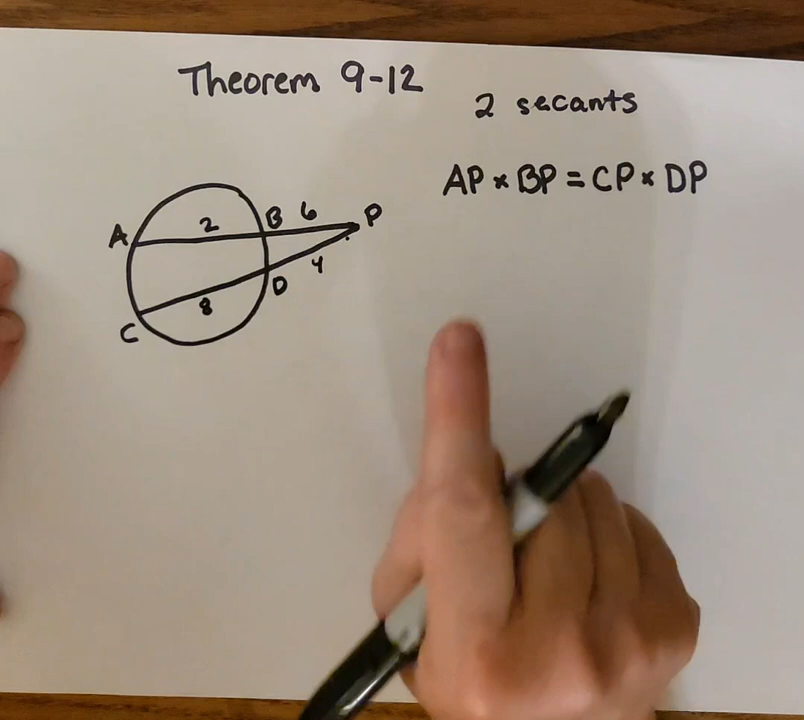 Theorem 9-12
2 secants
AP × BP = CP × DP
A 2 B 6 P
C 8 D 4